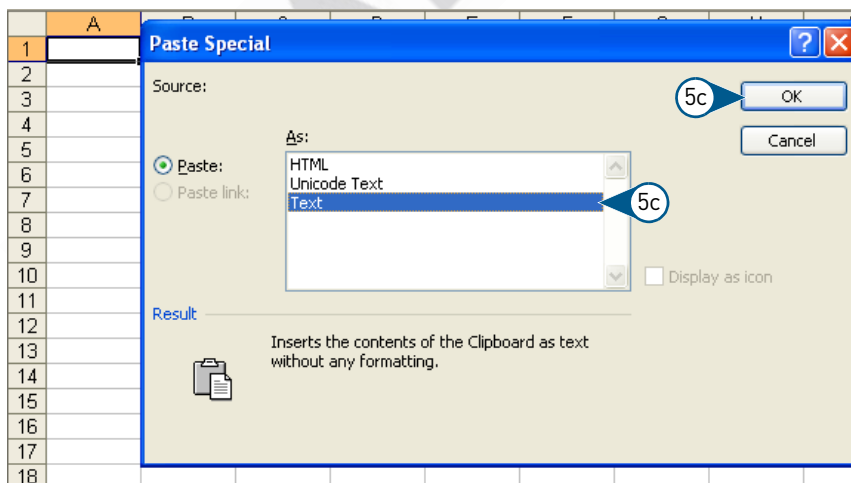 A
1
Paste Special
2
Source:
3
5c
OK
4
As:
Cancel
5
Paste:
HTML
6
Unicode Text
Paste link:
7
Text
5c
8
9
10
Display as icon
11
Result
12
Inserts the contents of the Clipboard as text
13
without any formatting.
14
15
16
17
18